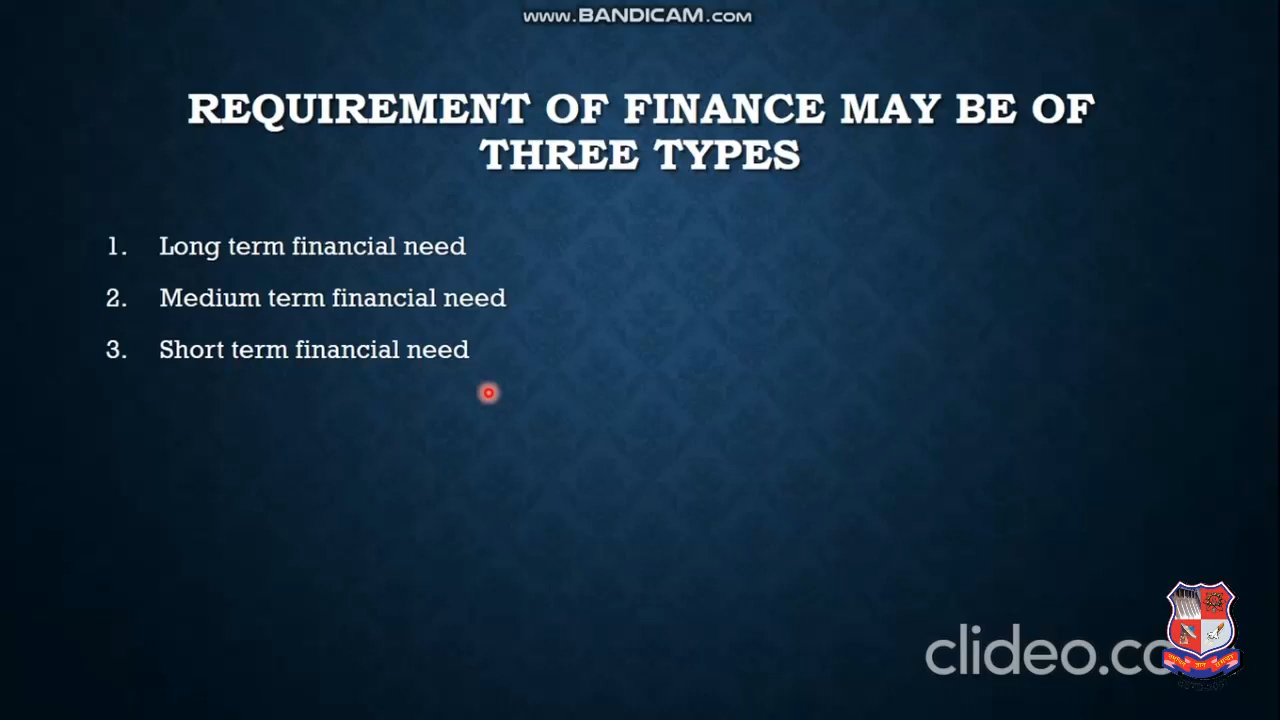 www.BANDICAM.com
REQUIREMENT OF FINANCE MAY BE OF
THREE TYPES
1. Long term financial need
2. Medium term financial need
3. Short term financial need
clideo.co